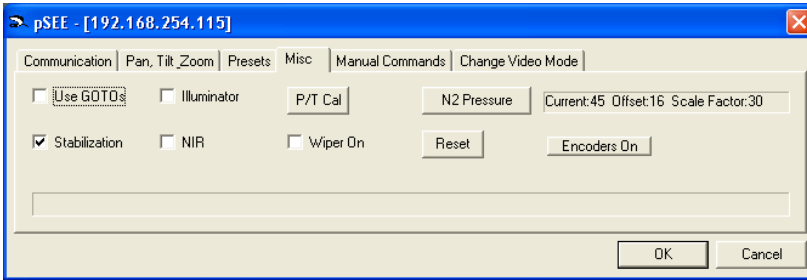 pSEE - [192.168.254.115]
Communication Pan, Tilt ,Zoom Presets Misc Manual Commands Change Video Mode
Use GOTOs Illuminator P/T Cal N2 Pressure Current:45 Offset:16 Scale Factor:30
Stabilization NIR Wiper On Reset Encoders On
OK Cancel